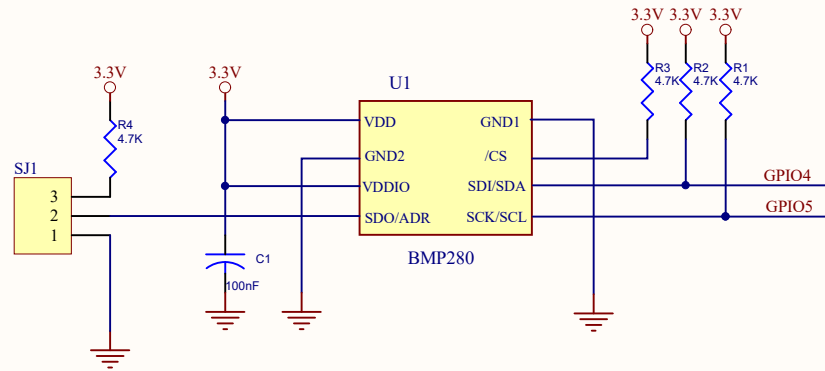 3.3V 3.3V 3.3V
3.3V
3.3V
R3
4.7K
R2
4.7K
R1
4.7K
R4
4.7K
U1
VDD
GND1
GND2
/CS
VDDIO
SDI/SDA
SDO/ADR
SCK/SCL
BMP280
GPIO4
GPIO5
SJ1
3
2
1
C1
100nF